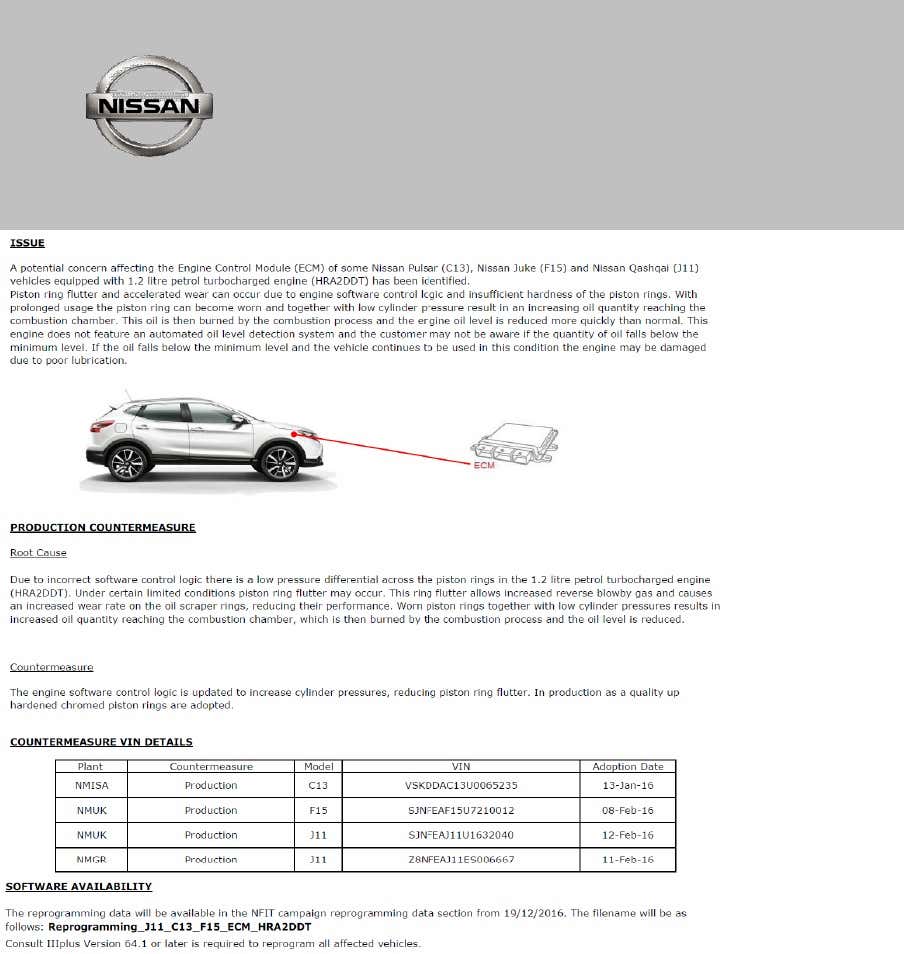 NISSAN
ISSUE
A potential concern affecting the Engine Control Module (ECM) of some Nissan Pulsar (C13), Nissan Juke (F15) and Nissan Qashqai (J11)
vehicles equipped with 1.2 litre petrol turbocharged engine (HRA2DDT) has been identified.
Piston ring flutter and accelerated wear can occur due to engine software control logic and insufficient hardness of the piston rings. With
prolonged usage the piston ring can become worn and together with low cylinder pressure result in an increasing oil quantity reaching the
combustion chamber. This oil is then burned by the combustion process and the engine oil level is reduced more quickly than normal. This
engine does not feature an automated oil level detection system and the customer may not be aware if the quantity of oil falls below the
minimum level. If the oil falls below the minimum level and the vehicle continues to be used in this condition the engine may be damaged
due to poor lubrication.
ECM
PRODUCTION COUNTERMEASURE
Root Cause
Due to incorrect software control logic there is a low pressure differential across the piston rings in the 1.2 litre petrol turbocharged engine
(HRA2DDT). Under certain limited conditions piston ring flutter may occur. This ring flutter allows increased reverse blowby gas and causes
an increased wear rate on the oil scraper rings, reducing their performance. Worn piston rings together with low cylinder pressures results in
increased oil quantity reaching the combustion chamber, which is then burned by the combustion process and the oil level is reduced.
Countermeasure
The engine software control logic is updated to increase cylinder pressures, reducing piston ring flutter. In production as a quality up
hardened chromed piston rings are adopted.
COUNTERMEASURE VIN DETAILS
Plant Countermeasure Model VIN Adoption Date
NMISA Production C13 VSKDDAC13U0065235 13-Jan-16
NMUK Production F15 SJNFEAF15U7210012 08-Feb-16
NMUK Production J11 SJNFEAJ11U1632040 12-Feb-16
NMGR Production J11 Z8NFEAJ11ES006667 11-Feb-16
SOFTWARE AVAILABILITY
The reprogramming data will be available in the NFIT campaign reprogramming data section from 19/12/2016. The filename will be as
follows: Reprogramming_J11_C13_F15_ECM_HRA2DDT
Consult IIIplus Version 64.1 or later is required to reprogram all affected vehicles.